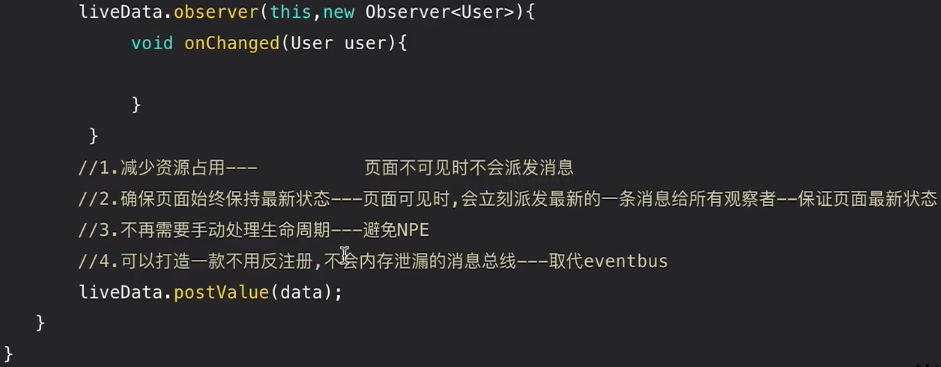 liveData.observer(this,new Observer<User>){
void onChanged(User user){
}
}
//1.减少资源占用--- 页面不可见时不会派发消息
//2.确保页面始终保持最新状态---页面可见时,会立刻派发最新的一条消息给所有观察者--保证页面最新状态
//3.不再需要手动处理生命周期---避免NPE
//4.可以打造一款不用反注册,不会内存泄漏的消息总线---取代eventbus
liveData.postValue(data);
}
}